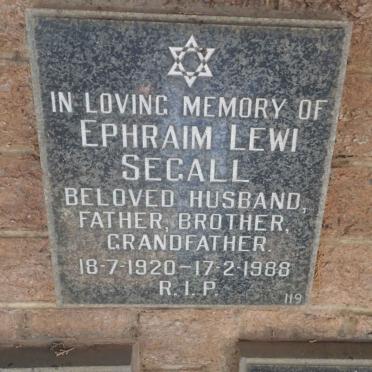 IN LOVING MEMORY OF
EPHRAIM LEWI
SEGALL
BELOVED HUSBAND,
FATHER, BROTHER,
GRANDFATHER.
18-7-1920-17-2-1988
R.I.P.
119